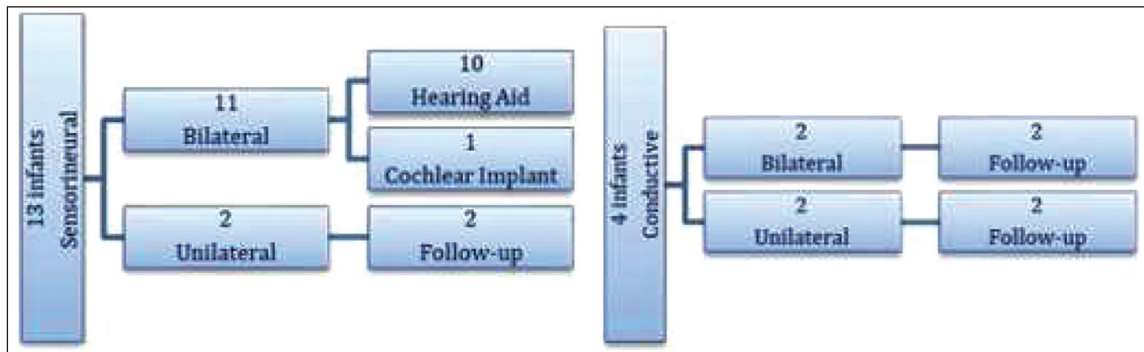 13 infants
Sensorineural
11
Bilateral
10
Hearing Aid
1
Cochlear Implant
2
Unilateral
2
Follow-up
4 infants
Conductive
2
Bilateral
2
Follow-up
2
Unilateral
2
Follow-up